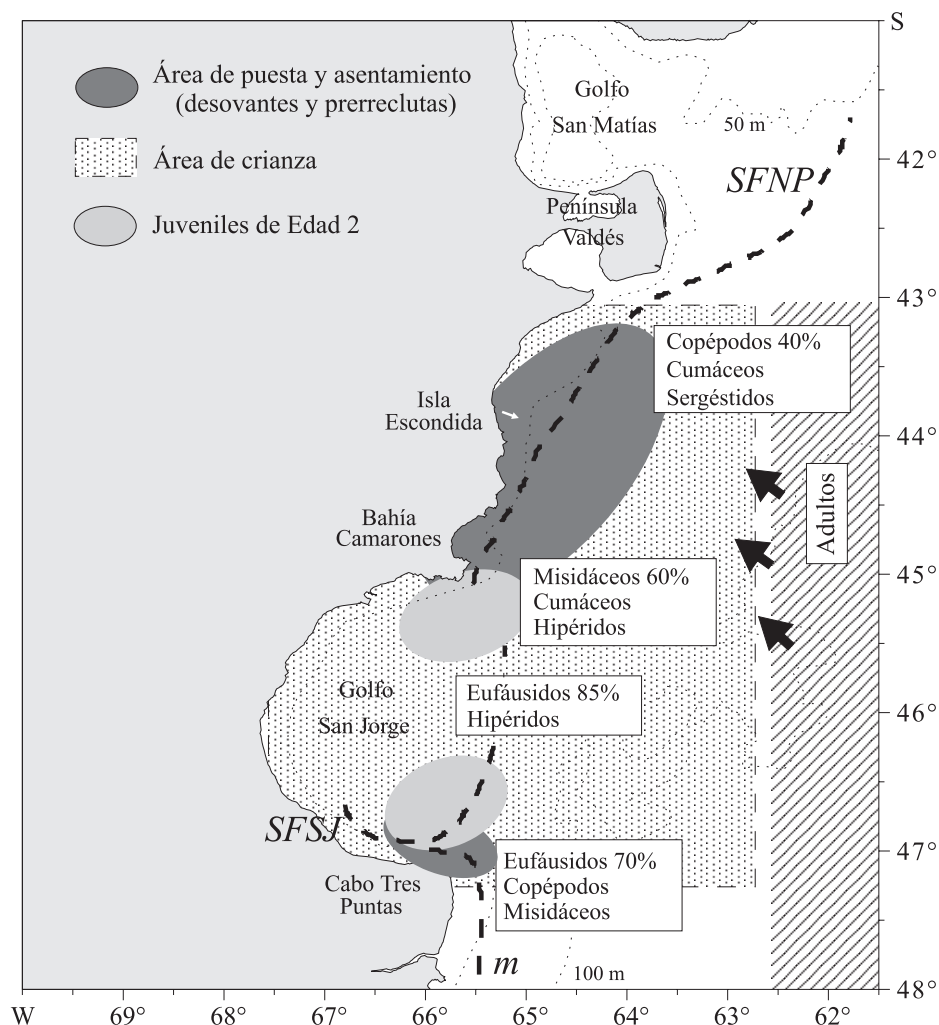 S
Área de puesta y asentamiento
(desovantes y prerreclutas)
Área de crianza
Juveniles de Edad 2
Golfo
San Matías
50 m
42°
SFNP
Península
Valdés
43°
Copépodos 40%
Cumáceos
Sergéstidos
Isla
Escondida
44°
Adultos
Bahía
Camarones
45°
Misidáceos 60%
Cumáceos
Hipéridos
Golfo
San Jorge
Eufáusidos 85%
Hipéridos
46°
SFSJ
47°
Eufáusidos 70%
Copépodos
Misidáceos
Cabo Tres
Puntas
m
100 m
48°
W 69° 68° 67° 66° 65° 64° 63° 62°